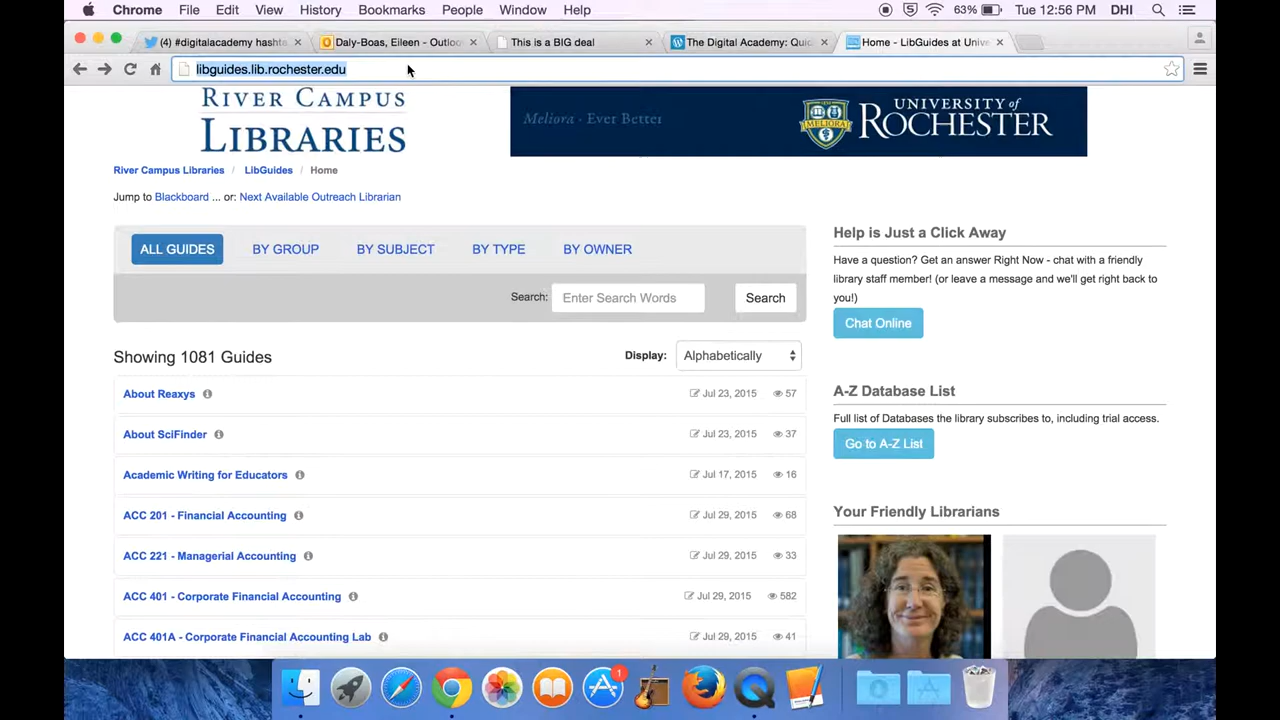 Chrome File Edit View History Bookmarks People Window Help 63% Tue 12:56 PM DHI
(4) #digitalacademy hashta Daly-Boas, Eileen - Outloo This is a BIG deal The Digital Academy: Quic Home - LibGuides at Unive
libguides.lib.rochester.edu
RIVER CAMPUS
LIBRARIES
Meliora - Ever Better
UNIVERSITY of
ROCHESTER
MELIORA
River Campus Libraries / LibGuides / Home
Jump to Blackboard ... or: Next Available Outreach Librarian
ALL GUIDES BY GROUP BY SUBJECT BY TYPE BY OWNER
Search: Enter Search Words Search
Showing 1081 Guides Display: Alphabetically
About Reaxys Jul 23, 2015 57
About SciFinder Jul 23, 2015 37
Academic Writing for Educators Jul 17, 2015 16
ACC 201 - Financial Accounting Jul 29, 2015 68
ACC 221 - Managerial Accounting Jul 29, 2015 33
ACC 401 - Corporate Financial Accounting Jul 29, 2015 582
ACC 401A - Corporate Financial Accounting Lab Jul 29, 2015 41
Help is Just a Click Away
Have a question? Get an answer Right Now - chat with a friendly
library staff member! (or leave a message and we'll get right back to
you!)
Chat Online
A-Z Database List
Full list of Databases the library subscribes to, including trial access.
Go to A-Z List
Your Friendly Librarians
1